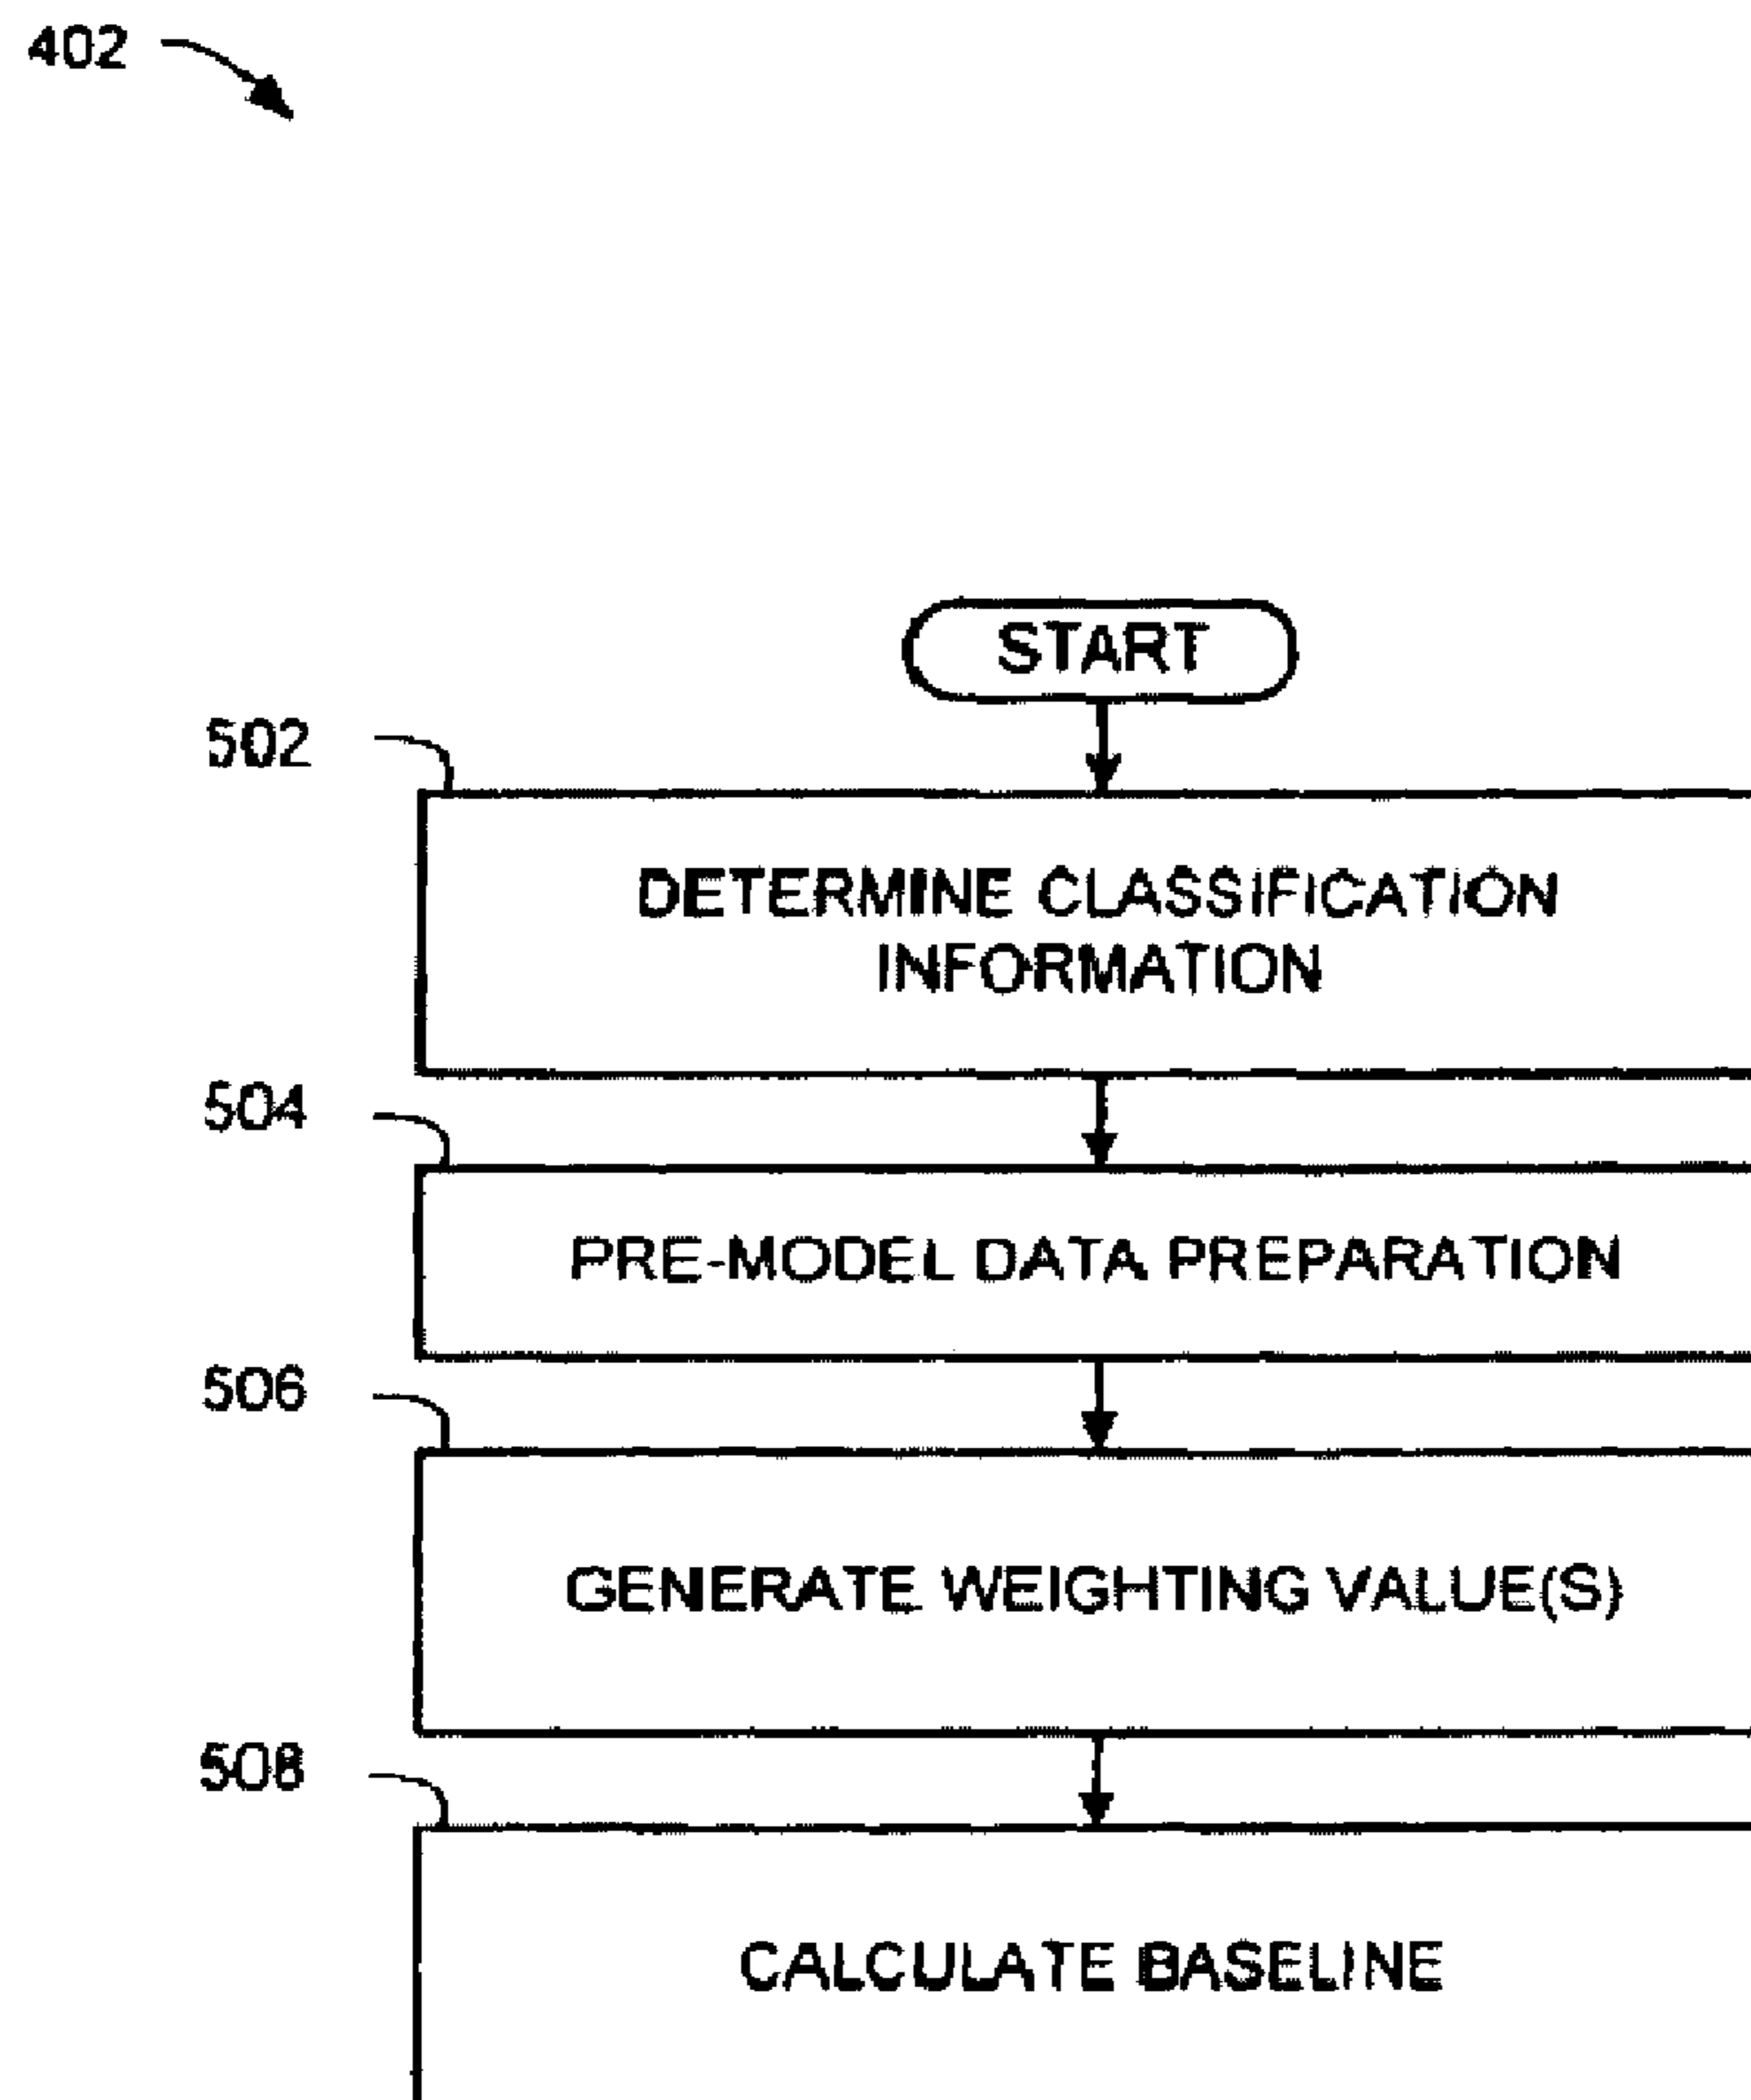 402
START
502
DETERMINE CLASSIFICATION
INFORMATION
504
PRE-MODEL DATA PREPARATION
506
GENERATE WEIGHTING VALUE(S)
508
CALCULATE BASELINE